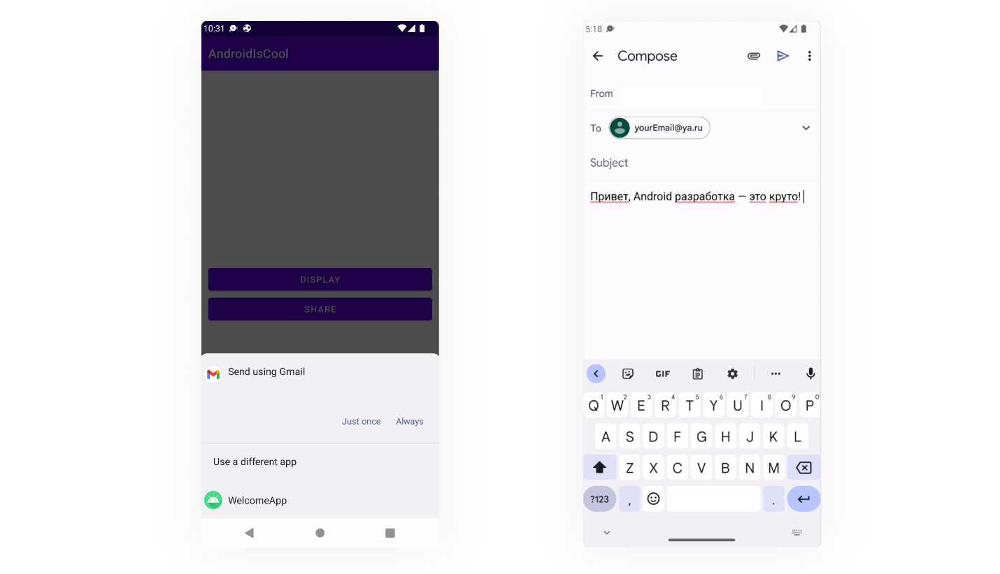 10:31
AndroidIsCool
DISPLAY
SHARE
Send using Gmail
Just once Always
Use a different app
WelcomeApp
5:18
Compose
From
To yourEmail@ya.ru
Subject
Привет, Android разработка — это круто!
GIF
Q1 W2 E3 R4 T5 Y6 U7 I8 O9 P0
A S D F G H J K L
Z X C V B N M
?123 , .